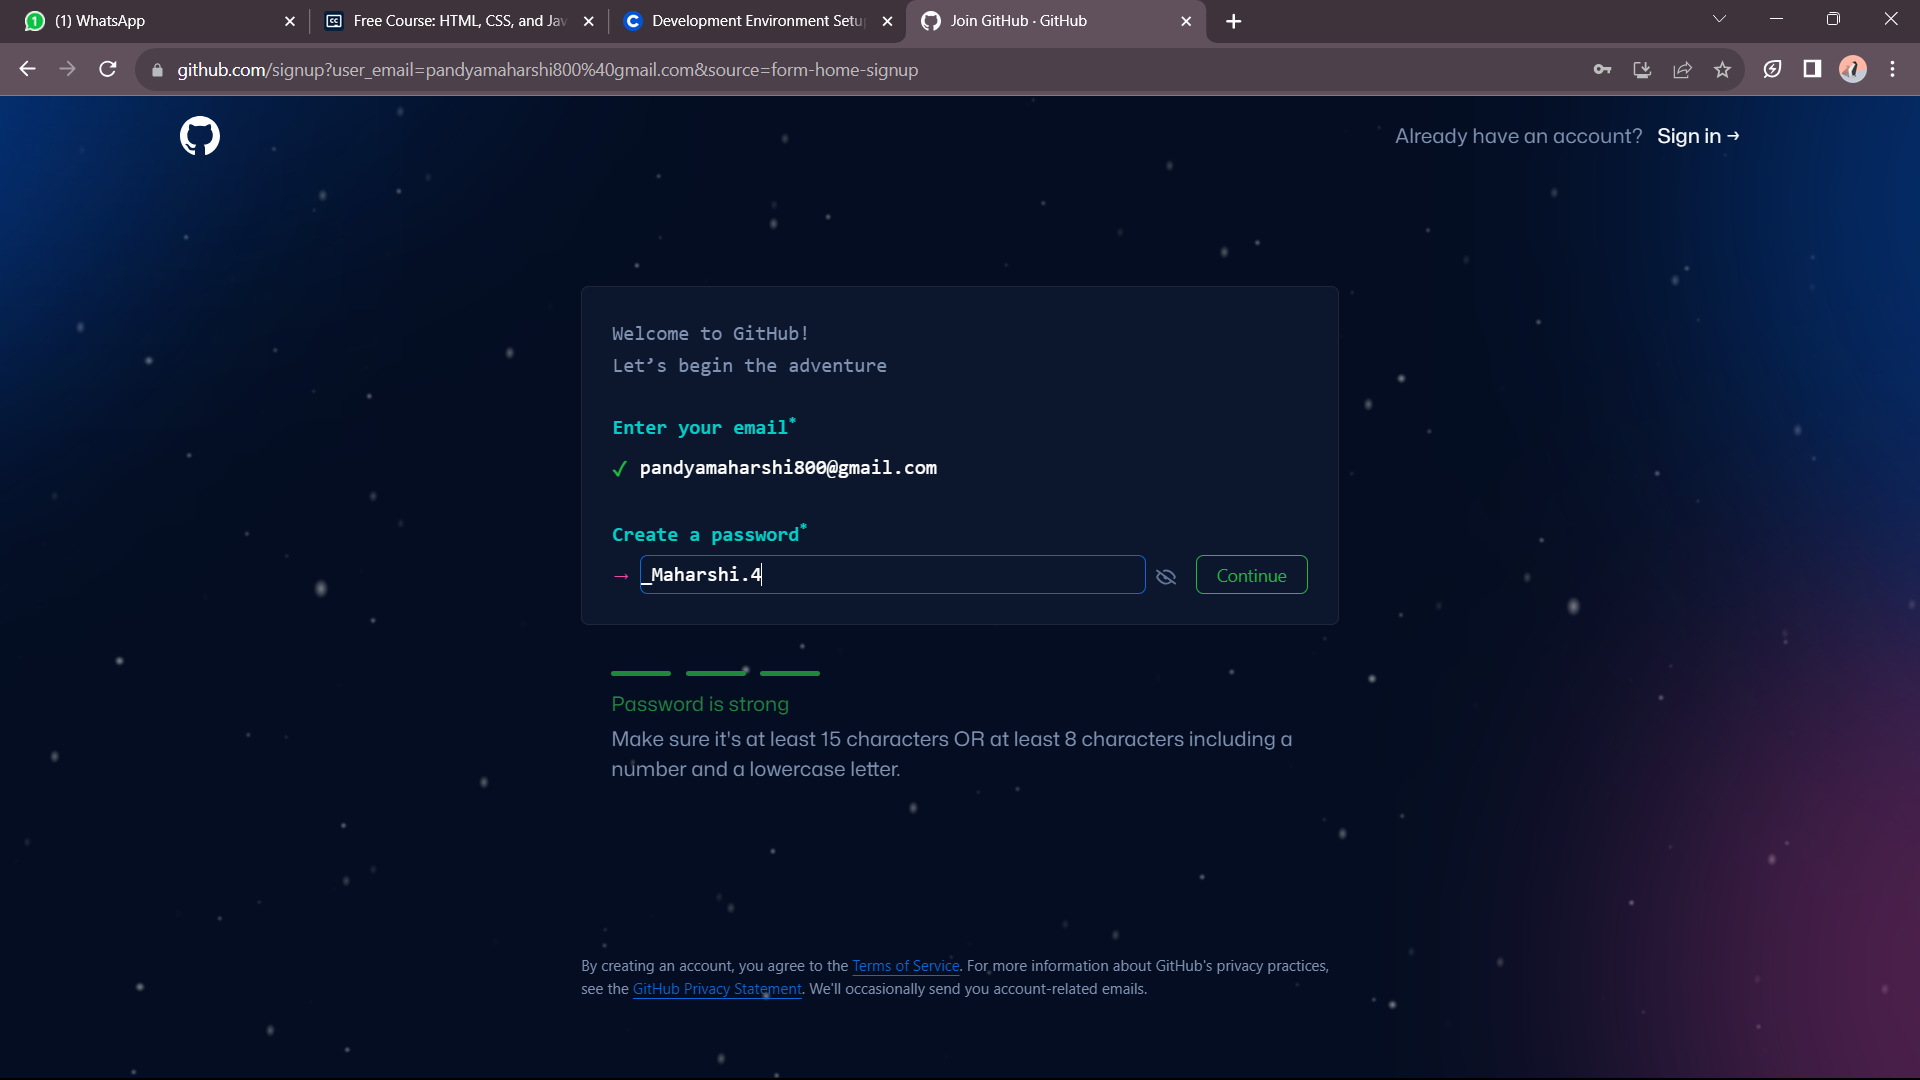 (1) WhatsApp
Free Course: HTML, CSS, and Jav
Development Environment Setu
Join GitHub · GitHub
github.com/signup?user_email=pandyamaharshi800%40gmail.com&source=form-home-signup
Already have an account? Sign in →
Welcome to GitHub!
Let’s begin the adventure
Enter your email*
✓ pandyamaharshi800@gmail.com
Create a password*
→ _Maharshi.4
Continue
Password is strong
Make sure it's at least 15 characters OR at least 8 characters including a
number and a lowercase letter.
By creating an account, you agree to the Terms of Service. For more information about GitHub's privacy practices,
see the GitHub Privacy Statement. We'll occasionally send you account-related emails.